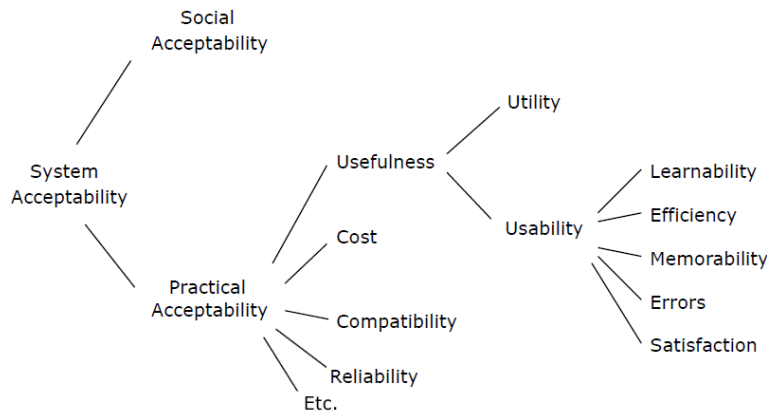 Social
Acceptability
Utility
Usefulness
System
Acceptability
Learnability
Efficiency
Usability
Cost
Memorability
Practical
Acceptability
Errors
Compatibility
Satisfaction
Reliability
Etc.